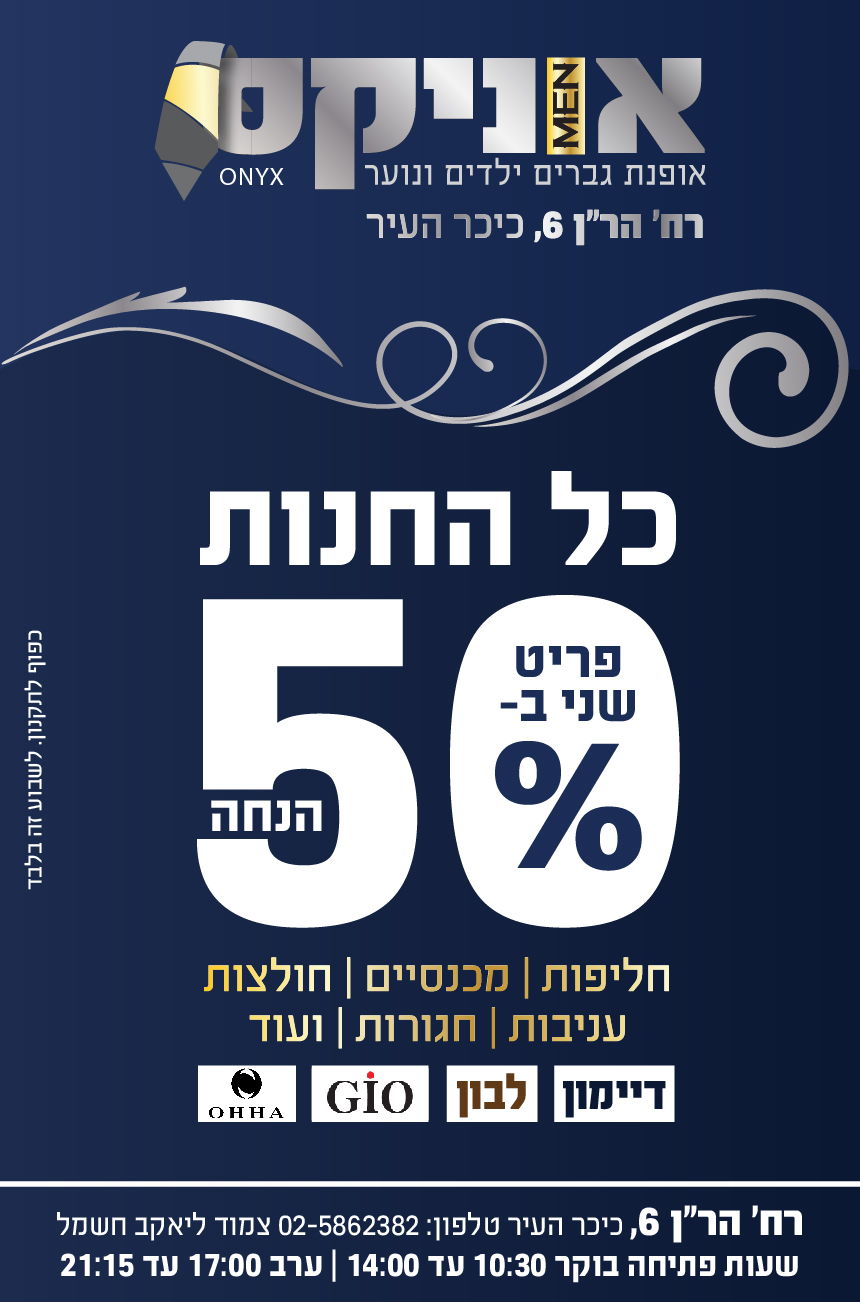 אוניקס
MEN
ONYX
אופנת גברים ילדים ונוער
רח' הר"ן 6, כיכר העיר
כל החנות
50
פריט
שני ב-
%
הנחה
כפוף לתקנון. לשבוע זה בלבד
חליפות | מכנסיים | חולצות
עניבות | חגורות | ועוד
דיימון
לבון
GIO
OHHA
רח' הר"ן 6, כיכר העיר טלפון: 02-5862382 צמוד ליאקב חשמל
שעות פתיחה בוקר 10:30 עד 14:00 | ערב 17:00 עד 21:15